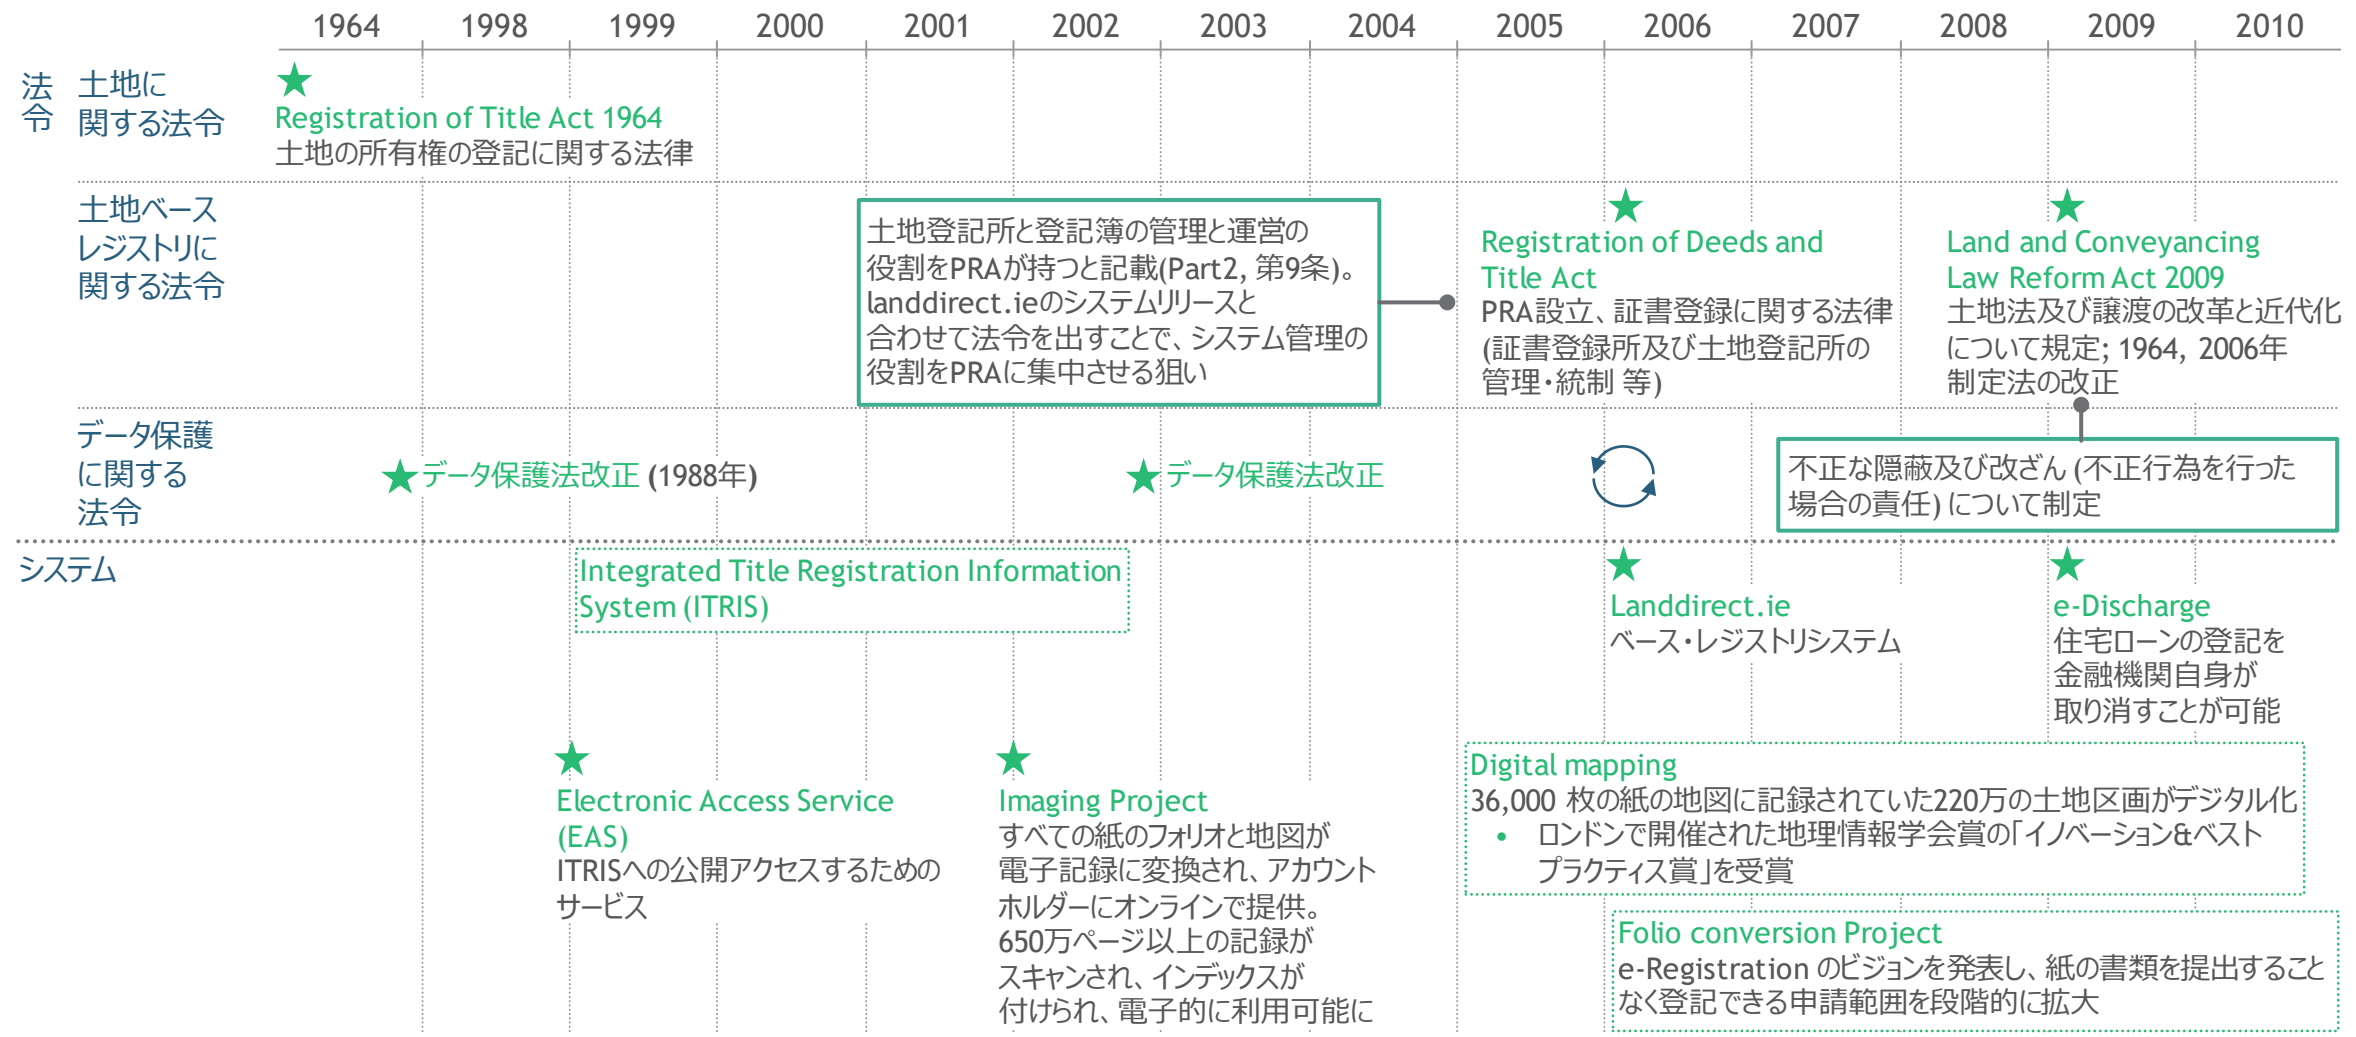 1964 1998 1999 2000 2001 2002 2003 2004 2005 2006 2007 2008 2009 2010
法令
土地に
関する法令
Registration of Title Act 1964
土地の所有権の登記に関する法律
土地ベース
レジストリに
関する法令
土地登記所と登記簿の管理と運営の
役割をPRAが持つと記載(Part2, 第9条)。
landdirect.ieのシステムリリースと
合わせて法令を出すことで、システム管理の
役割をPRAに集中させる狙い
Registration of Deeds and
Title Act
PRA設立、証書登録に関する法律
(証書登録所及び土地登記所の
管理・統制 等)
Land and Conveyancing
Law Reform Act 2009
土地法及び譲渡の改革と近代化
について規定; 1964, 2006年
制定法の改正
データ保護
に関する
法令
データ保護法改正 (1988年)
データ保護法改正
不正な隠蔽及び改ざん (不正行為を行った
場合の責任) について制定
システム
Integrated Title Registration Information
System (ITRIS)
Landdirect.ie
ベース・レジストリシステム
e-Discharge
住宅ローンの登記を
金融機関自身が
取り消すことが可能
Electronic Access Service
(EAS)
ITRISへの公開アクセスするための
サービス
Imaging Project
すべての紙のフォリオと地図が
電子記録に変換され、アカウント
ホルダーにオンラインで提供。
650万ページ以上の記録が
スキャンされ、インデックスが
付けられ、電子的に利用可能に
Digital mapping
36,000 枚の紙の地図に記録されていた220万の土地区画がデジタル化
• ロンドンで開催された地理情報学会賞の「イノベーション&ベスト
プラクティス賞」を受賞
Folio conversion Project
e-Registration のビジョンを発表し、紙の書類を提出すること
なく登記できる申請範囲を段階的に拡大